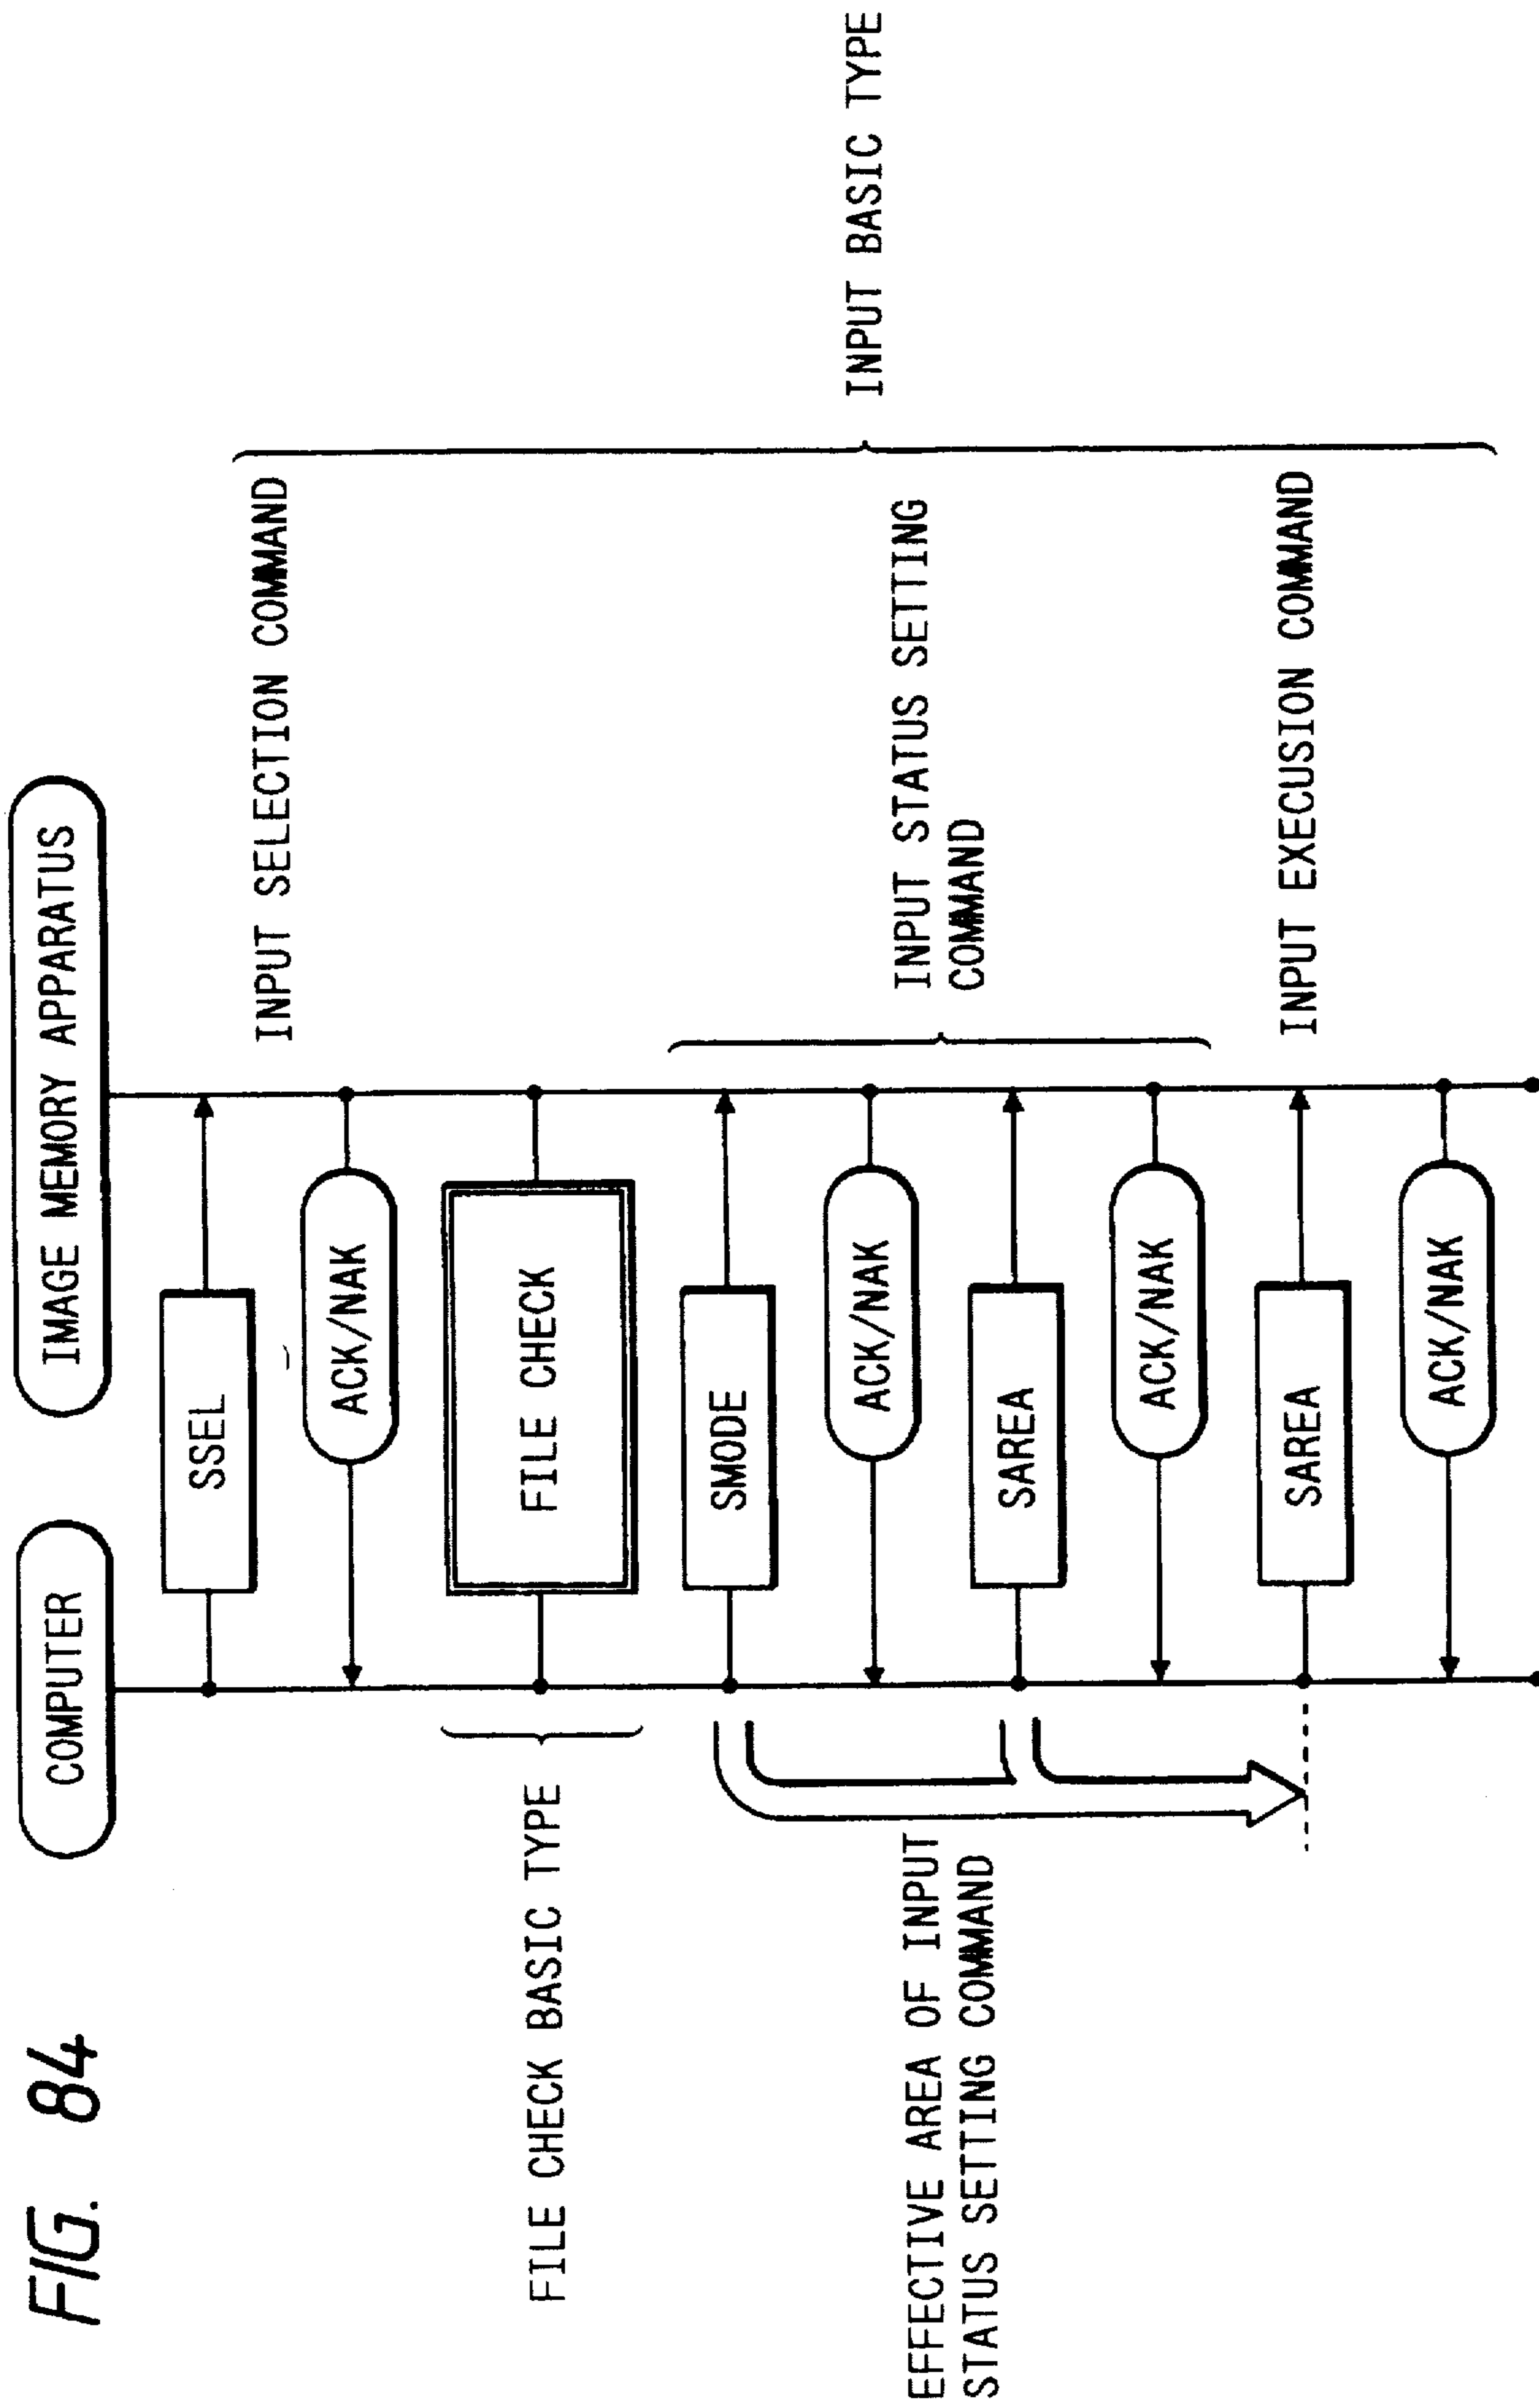 FIG. 84
COMPUTER
IMAGE MEMORY APPARATUS
SSEL
INPUT SELECTION COMMAND
ACK/NAK
FILE CHECK BASIC TYPE
FILE CHECK
SMODE
ACK/NAK
INPUT STATUS SETTING
COMMAND
INPUT BASIC TYPE
EFFECTIVE AREA OF INPUT
STATUS SETTING COMMAND
SAREA
ACK/NAK
SAREA
INPUT EXECUSION COMMAND
ACK/NAK